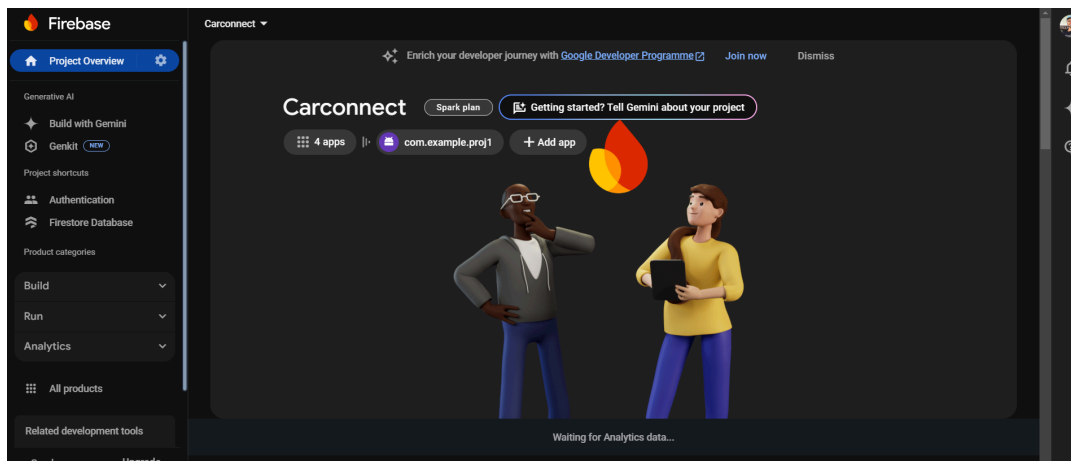 Firebase
Carconnect
Project Overview
Enrich your developer journey with Google Developer Programme Join now Dismiss
Generative AI
Build with Gemini
Genkit NEW
Project shortcuts
Authentication
Firestore Database
Product categories
Build
Run
Analytics
All products
Related development tools
Carconnect Spark plan Getting started? Tell Gemini about your project
4 apps com.example.proj1 + Add app
Waiting for Analytics data...